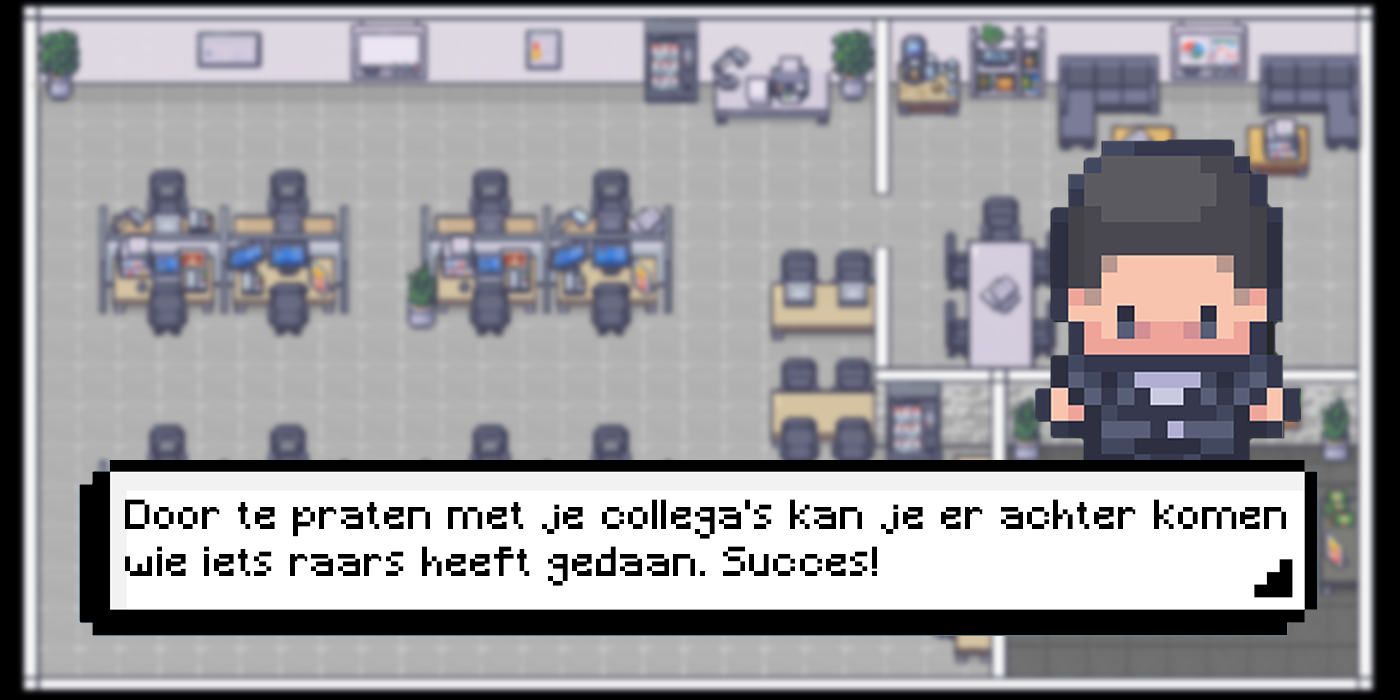 Door te praten met je collega's kan je er achter komen
wie iets raars heeft gedaan. Succes!